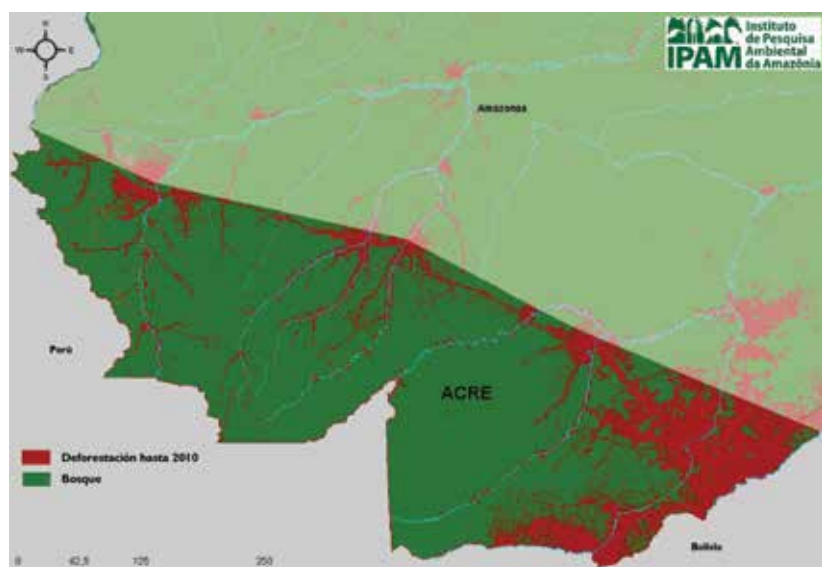 N
W
E
S
Instituto
de Pesquisa
Ambiental
da Amazônia
IPAM
Amazonas
Perú
ACRE
Deforestación hasta 2010
Bosque
Bolivia
0 62,5 125 250